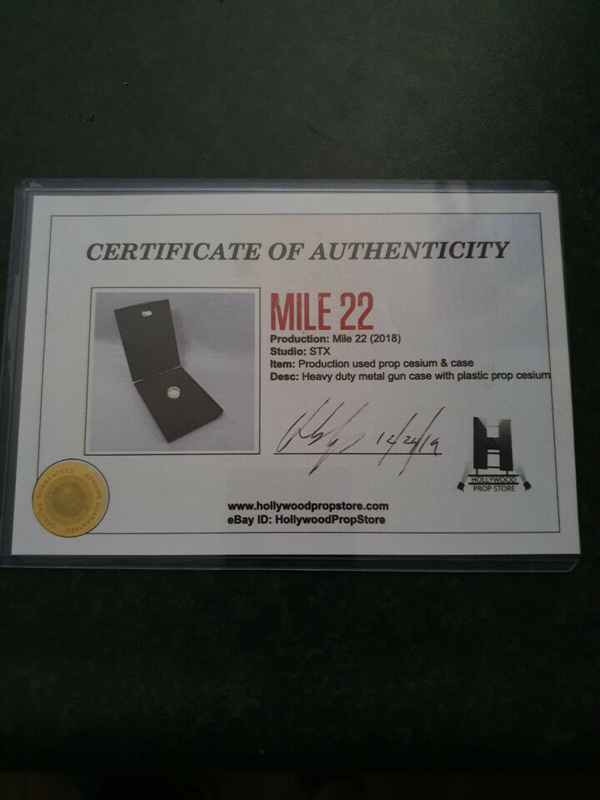 CERTIFICATE OF AUTHENTICITY
MILE 22
Production: Mile 22 (2018)
Studio: STX
Item: Production used prop cesium & case
Desc: Heavy duty metal gun case with plastic prop cesium
12/24/19
H
HOLLYWOOD
PROP STORE
www.hollywoodpropstore.com
eBay ID: HollywoodPropStore
GUARANTEED GENUINE